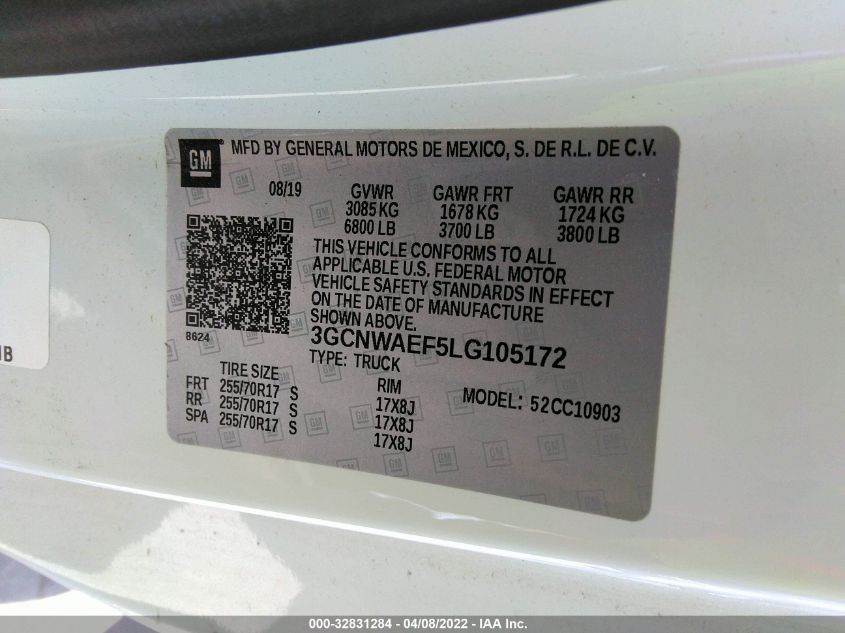 GM
MFD BY GENERAL MOTORS DE MEXICO, S. DE R.L. DE C.V.
08/19 GVWR GAWR FRT GAWR RR
3085 KG 1678 KG 1724 KG
6800 LB 3700 LB 3800 LB
THIS VEHICLE CONFORMS TO ALL
APPLICABLE U.S. FEDERAL MOTOR
VEHICLE SAFETY STANDARDS IN EFFECT
ON THE DATE OF MANUFACTURE
SHOWN ABOVE.
8624
3GCNWAEF5LG105172
TYPE: TRUCK
TIRE SIZE RIM
FRT 255/70R17 S 17X8J
RR 255/70R17 S 17X8J
SPA 255/70R17 S 17X8J
MODEL: 52CC10903
000-32831284 - 04/08/2022 - IAA Inc.